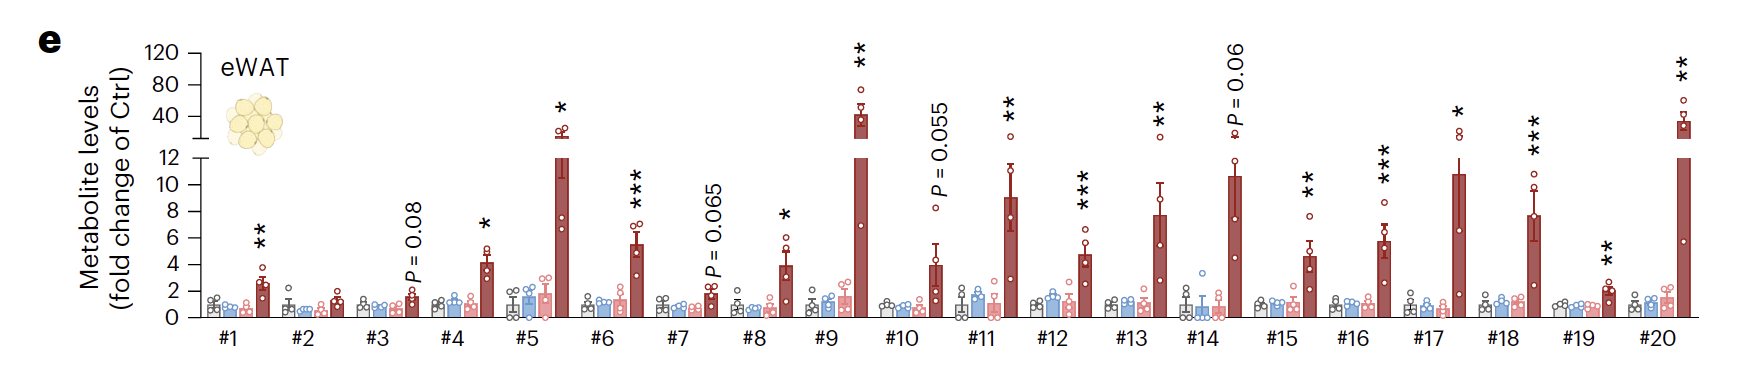 e
Metabolite levels
(fold change of Ctrl)
120
80
40
12
10
8
6
4
2
0
eWAT
**
P = 0.08
*
*
***
P = 0.065
*
**
P = 0.055
**
***
**
P = 0.06
**
***
*
***
**
**
#1 #2 #3 #4 #5 #6 #7 #8 #9 #10 #11 #12 #13 #14 #15 #16 #17 #18 #19 #20